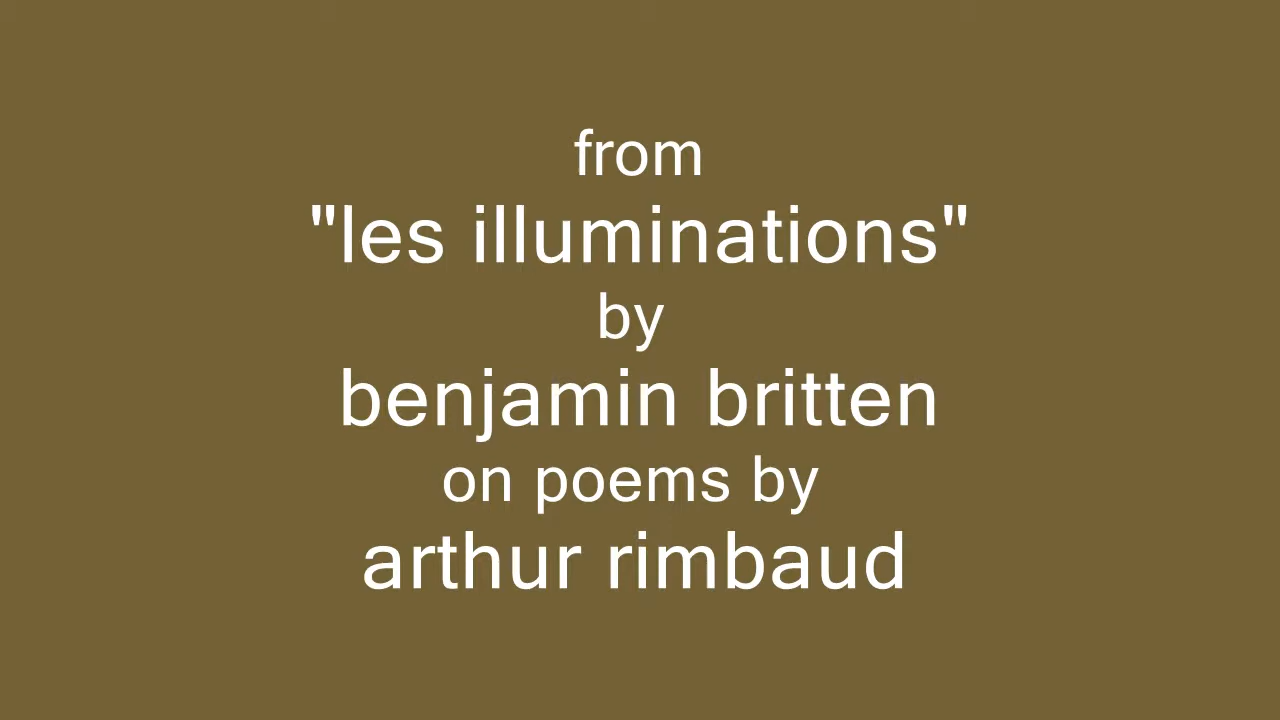 from
"les illuminations"
by
benjamin britten
on poems by
arthur rimbaud